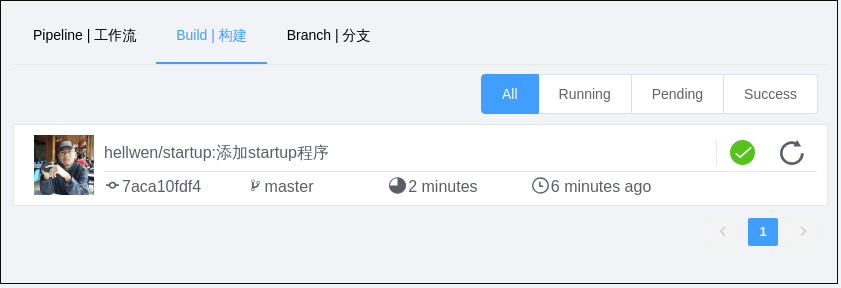 Pipeline | 工作流 Build | 构建 Branch | 分支
All Running Pending Success
hellwen/startup:添加startup程序
7aca10fdf4 master 2 minutes 6 minutes ago
1